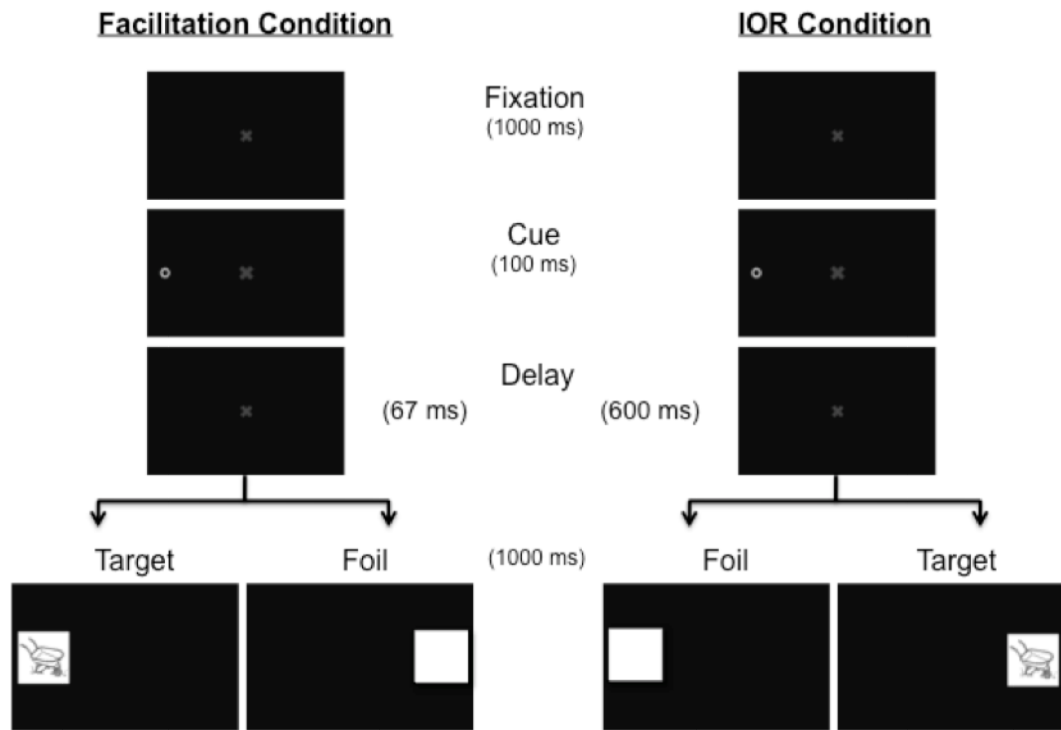 Facilitation Condition
IOR Condition
Fixation
(1000 ms)
Cue
(100 ms)
Delay
(67 ms)
(600 ms)
Target
Foil
(1000 ms)
Foil
Target